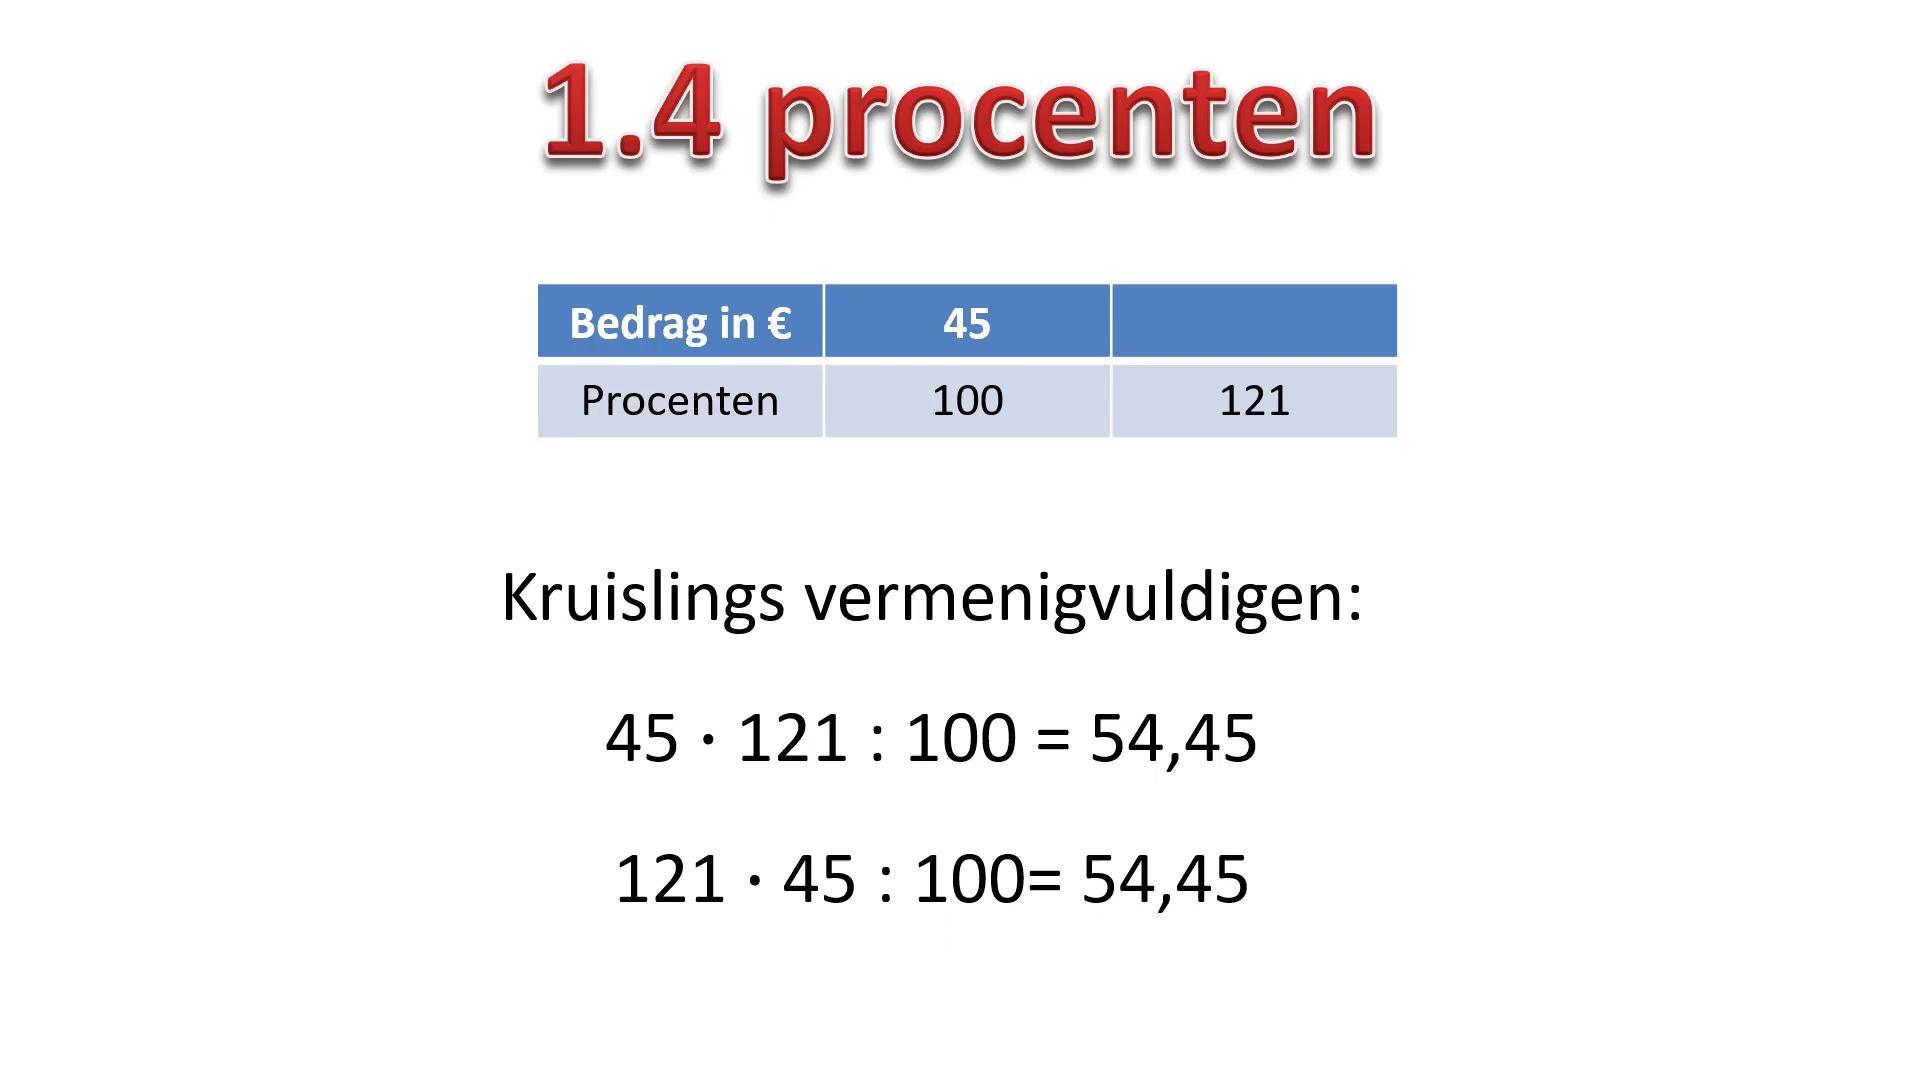 1.4 procenten
Bedrag in € 45
Procenten 100 121
Kruislings vermenigvuldigen:
45 · 121 : 100 = 54,45
121 · 45 : 100= 54,45